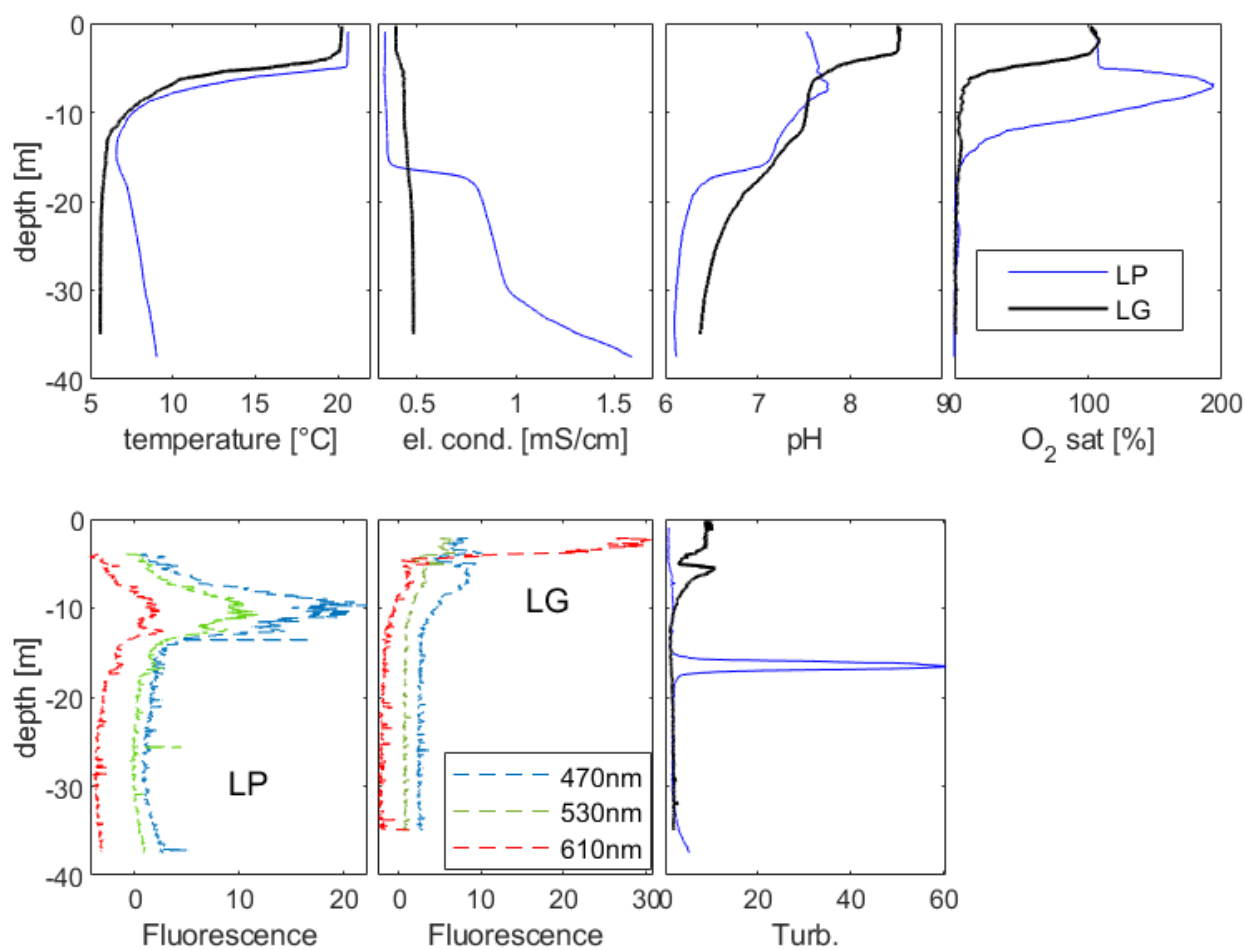 0
-10
-20
-30
-40
depth [m]
5 10 15 20
temperature [°C]
0.5 1 1.5
el. cond. [mS/cm]
6 7 8 9
pH
0 100 200
O2 sat [%]
LP
LG
0
-10
-20
-30
-40
depth [m]
LP
0 10 20
Fluorescence
LG
470nm
530nm
610nm
0 10 20 30
Fluorescence
0 20 40 60
Turb.